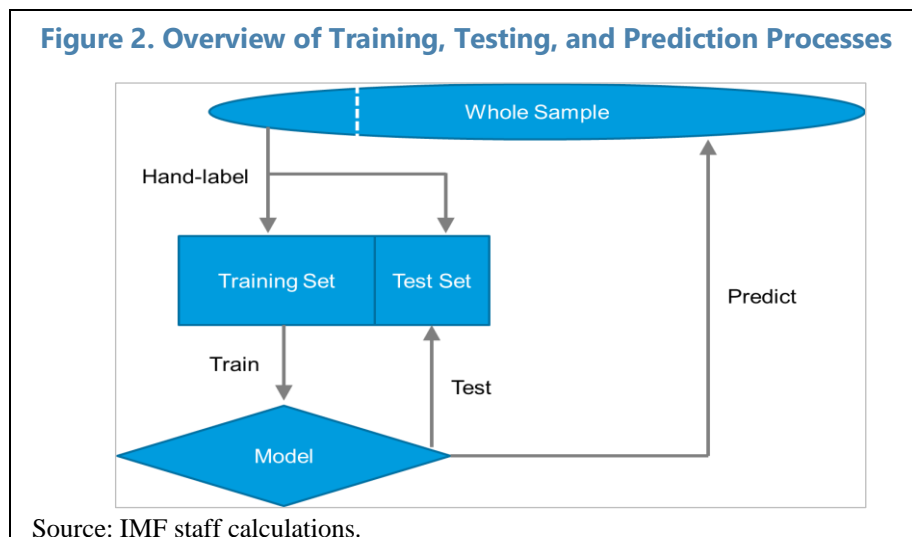 Figure 2. Overview of Training, Testing, and Prediction Processes
Whole Sample
Hand-label
Training Set
Test Set
Predict
Train
Test
Model
Source: IMF staff calculations.